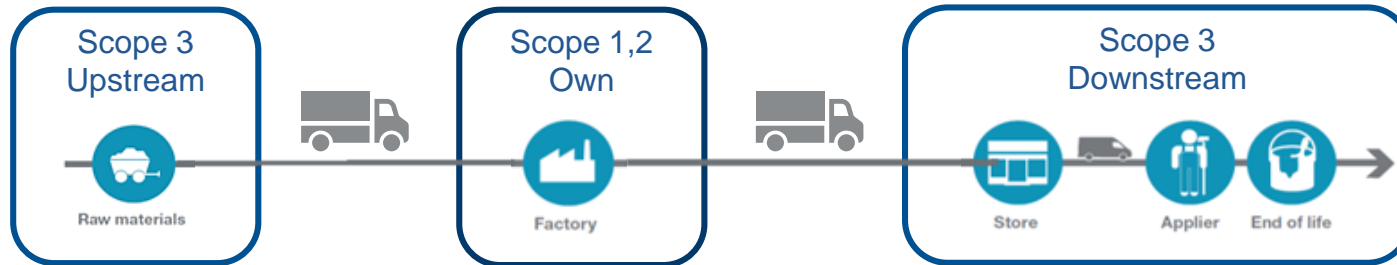 Scope 3
Upstream
Raw materials
Scope 1,2
Own
Factory
Scope 3
Downstream
Store
Applier
End of life